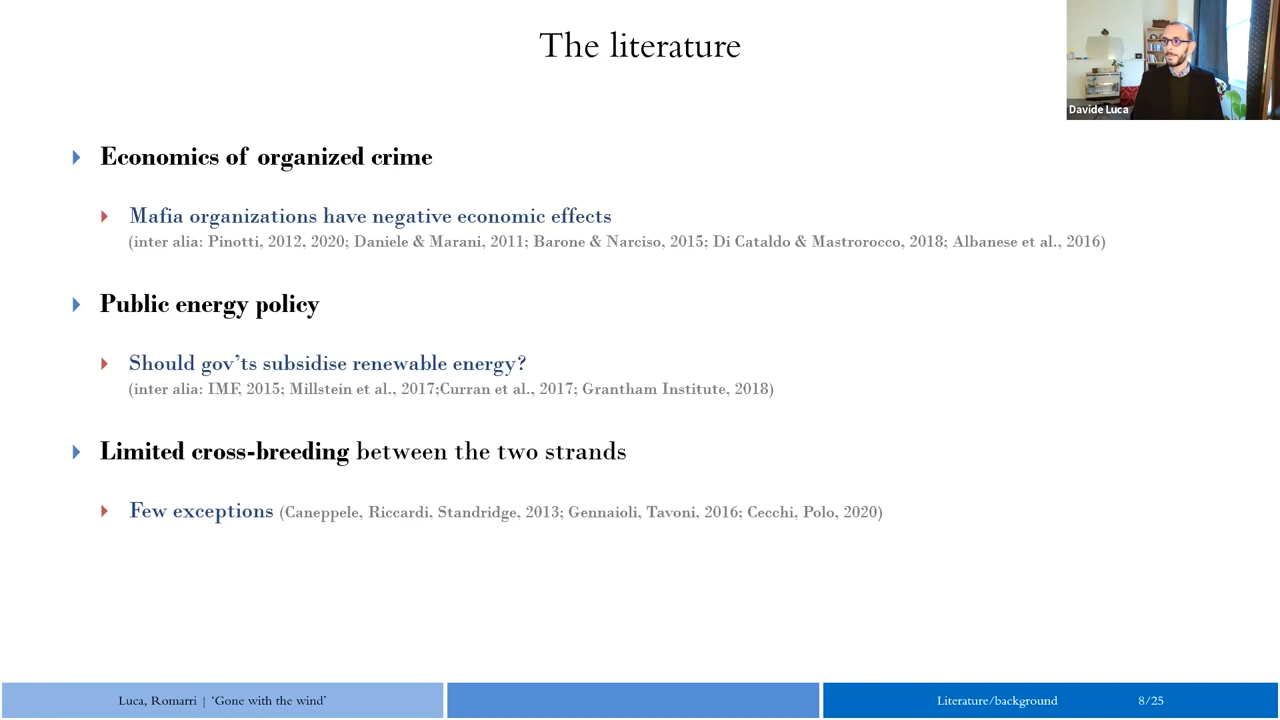 The literature
Davide Luca
Economics of organized crime
Mafia organizations have negative economic effects
(inter alia: Pinotti, 2012, 2020; Daniele & Marani, 2011; Barone & Narciso, 2015; Di Cataldo & Mastrorocco, 2018; Albanese et al., 2016)
Public energy policy
Should gov'ts subsidise renewable energy?
(inter alia: IMF, 2015; Millstein et al., 2017;Curran et al., 2017; Grantham Institute, 2018)
Limited cross-breeding between the two strands
Few exceptions (Caneppele, Riccardi, Standridge, 2013; Gennaioli, Tavoni, 2016; Cecchi, Polo, 2020)
Luca, Romarri | 'Gone with the wind'
Literature/background 8/25